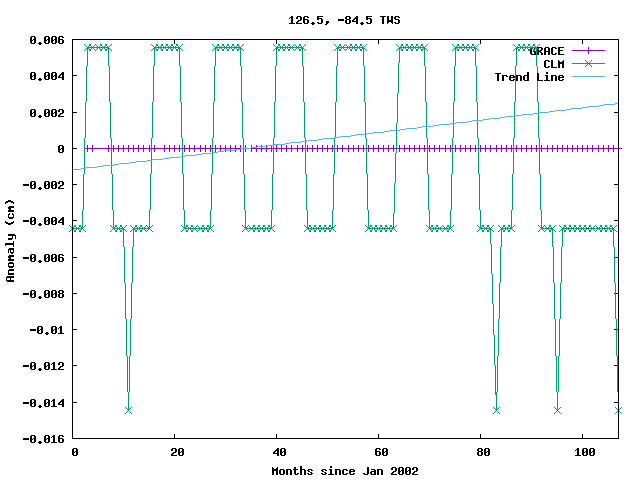 126.5, -84.5 TWS
GRACE
CLM
Trend Line
0.006
0.004
0.002
0
-0.002
-0.004
-0.006
-0.008
-0.01
-0.012
-0.014
-0.016
Anomaly (cm)
0 20 40 60 80 100
Months since Jan 2002